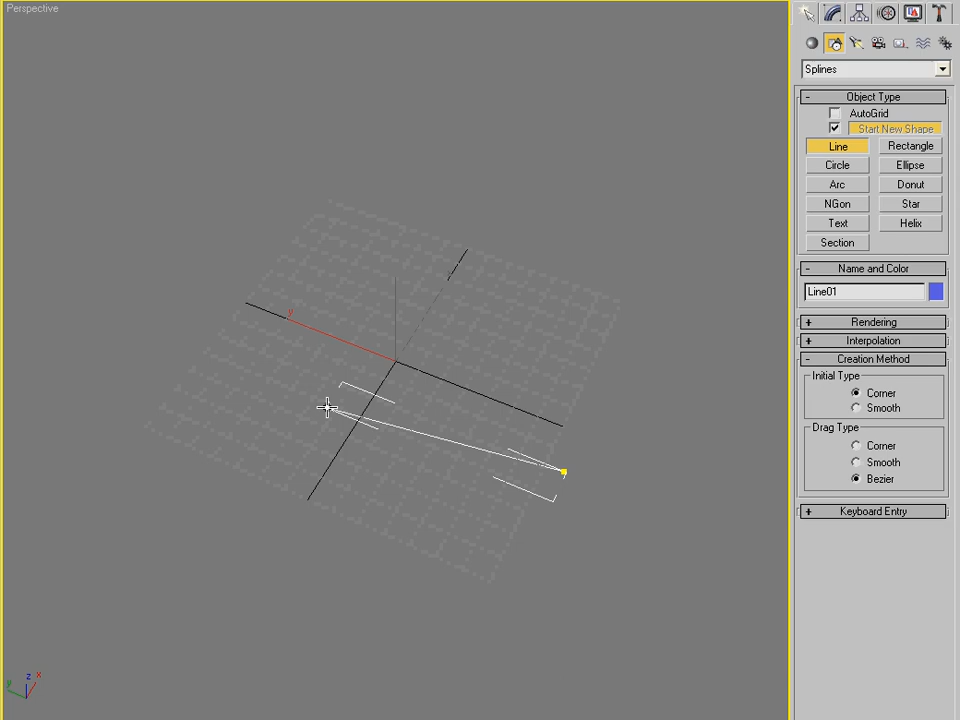 Perspective
Splines
- Object Type
AutoGrid
Start New Shape
Line Rectangle
Circle Ellipse
Arc Donut
NGon Star
Text Helix
Section
- Name and Color
Line01
+ Rendering
+ Interpolation
- Creation Method
Initial Type
Corner
Smooth
Drag Type
Corner
Smooth
Bezier
+ Keyboard Entry
y
z x
y